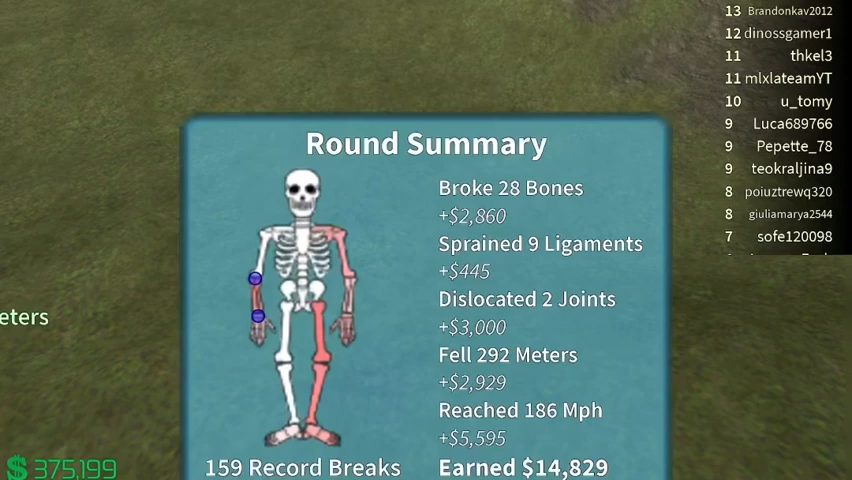 13 Brandonkav2012
12 dinossgamer1
11 thkel3
11 mlxlateamYT
10 u_tomy
9 Luca689766
9 Pepette_78
9 teokraljina9
8 poiuztrewq320
8 giuliamarya2544
7 sofe120098
Round Summary
Broke 28 Bones
+$2,860
Sprained 9 Ligaments
+$445
Dislocated 2 Joints
+$3,000
Fell 292 Meters
+$2,929
Reached 186 Mph
+$5,595
159 Record Breaks
Earned $14,829
eters
$ 375,199